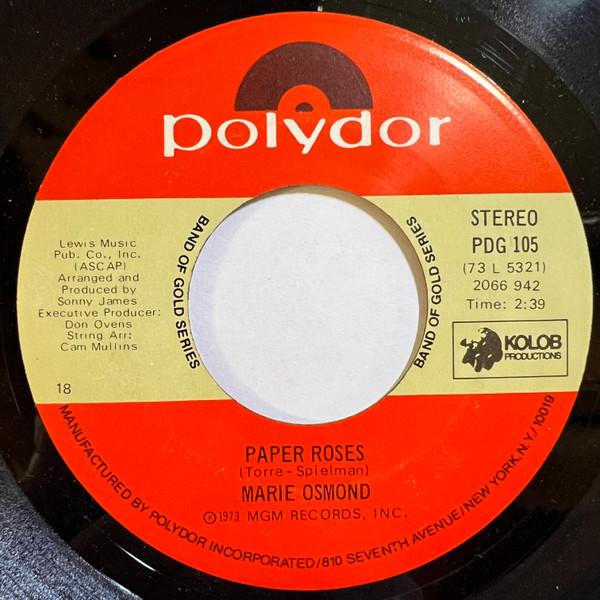 polydor
Lewis Music
Pub. Co., Inc.
(ASCAP)
Arranged and
Produced by
Sonny James
Executive Producer:
Don Ovens
String Arr:
Cam Mullins
18
BAND OF GOLD SERIES
BAND OF GOLD SERIES
STEREO
PDG 105
(73 L 5321)
2066 942
Time: 2:39
KOLOB
PRODUCTIONS
PAPER ROSES
(Torre-Spielman)
MARIE OSMOND
Ⓟ1973 MGM RECORDS, INC.
MANUFACTURED BY POLYDOR INCORPORATED/810 SEVENTH AVENUE/NEW YORK,N.Y./10019